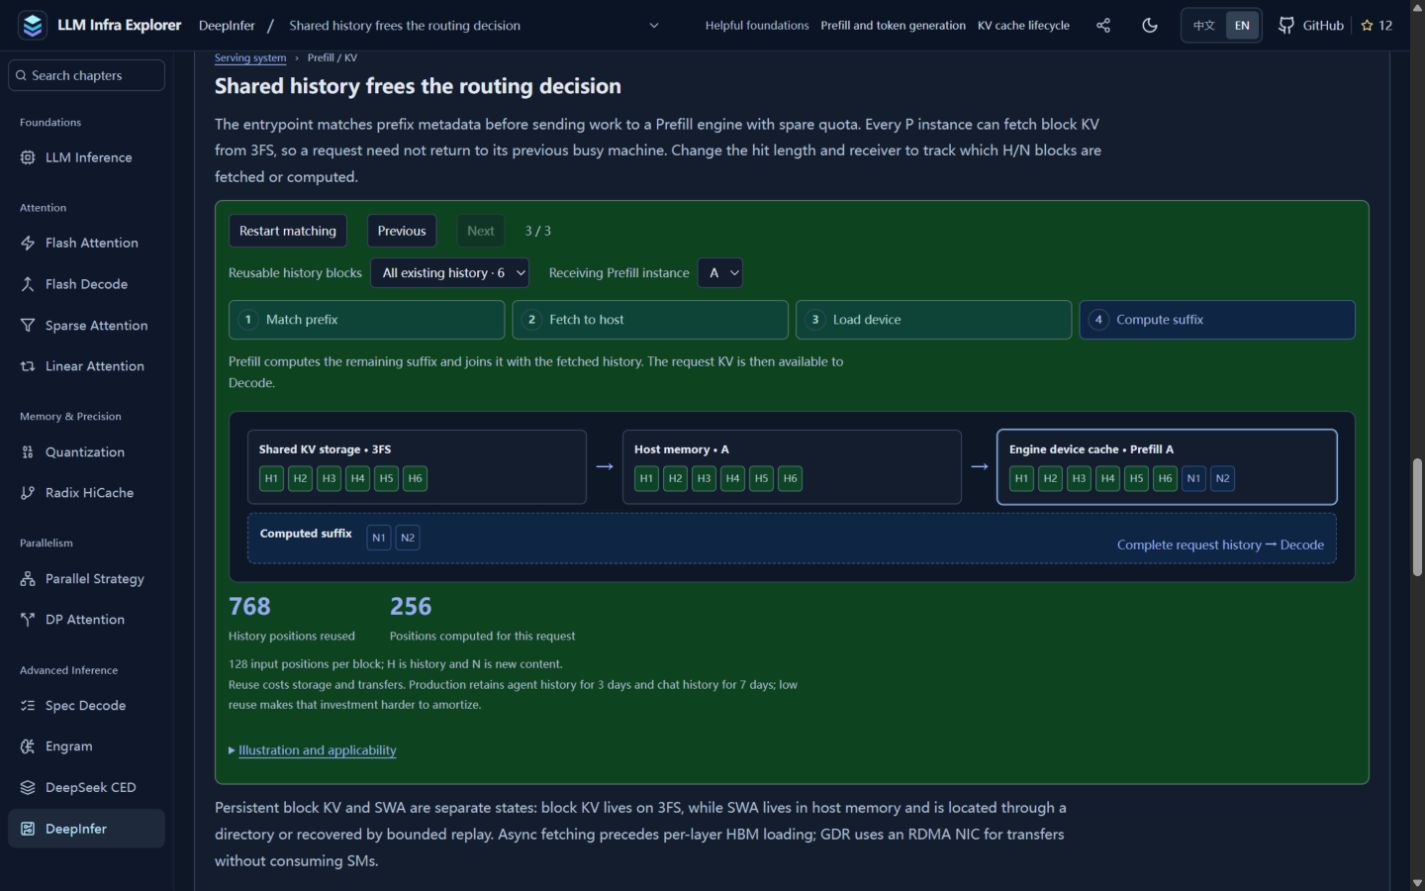 LLM Infra Explorer
DeepInfer / Shared history frees the routing decision
Helpful foundations Prefill and token generation KV cache lifecycle
中文 EN
GitHub
12
Search chapters
Foundations
LLM Inference
Attention
Flash Attention
Flash Decode
Sparse Attention
Linear Attention
Memory & Precision
Quantization
Radix HiCache
Parallelism
Parallel Strategy
DP Attention
Advanced Inference
Spec Decode
Engram
DeepSeek CED
DeepInfer
Serving system › Prefill / KV
Shared history frees the routing decision
The entrypoint matches prefix metadata before sending work to a Prefill engine with spare quota. Every P instance can fetch block KV
from 3FS, so a request need not return to its previous busy machine. Change the hit length and receiver to track which H/N blocks are
fetched or computed.
Restart matching Previous Next 3 / 3
Reusable history blocks All existing history · 6 Receiving Prefill instance A
1 Match prefix 2 Fetch to host 3 Load device 4 Compute suffix
Prefill computes the remaining suffix and joins it with the fetched history. The request KV is then available to
Decode.
Shared KV storage • 3FS
H1 H2 H3 H4 H5 H6
→
Host memory • A
H1 H2 H3 H4 H5 H6
→
Engine device cache • Prefill A
H1 H2 H3 H4 H5 H6 N1 N2
Computed suffix N1 N2
Complete request history → Decode
768 256
History positions reused Positions computed for this request
128 input positions per block; H is history and N is new content.
Reuse costs storage and transfers. Production retains agent history for 3 days and chat history for 7 days; low
reuse makes that investment harder to amortize.
Illustration and applicability
Persistent block KV and SWA are separate states: block KV lives on 3FS, while SWA lives in host memory and is located through a
directory or recovered by bounded replay. Async fetching precedes per-layer HBM loading; GDR uses an RDMA NIC for transfers
without consuming SMs.